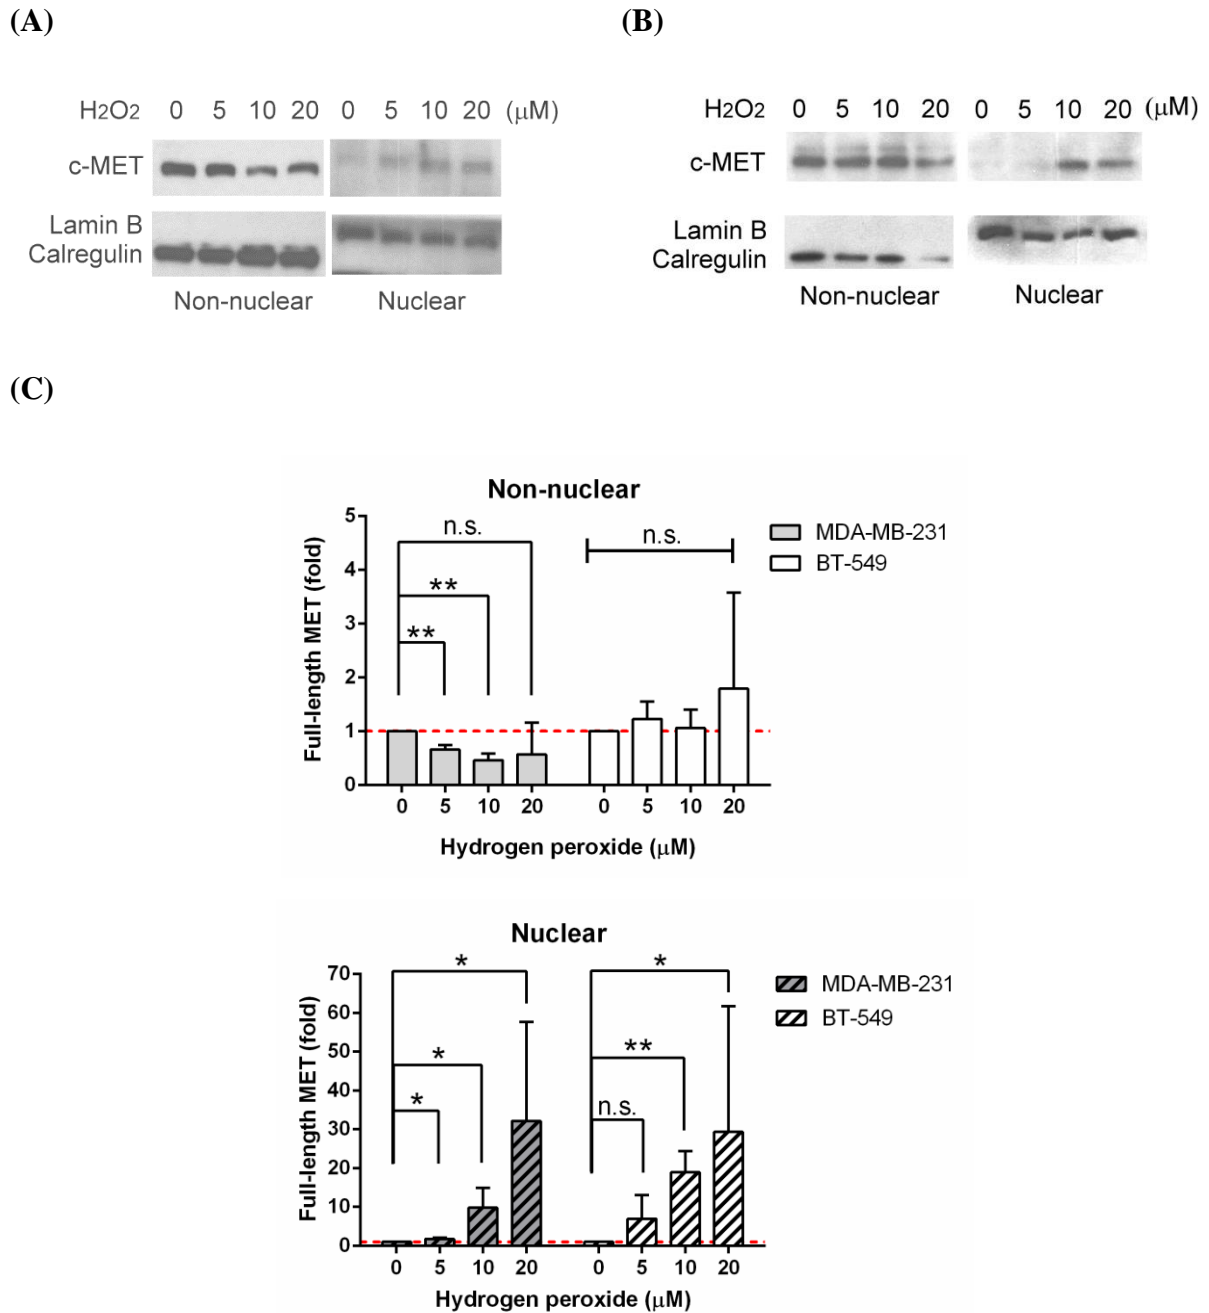 (A)
H2O2 0 5 10 20 0 5 10 20 (μM)
c-MET
Lamin B
Calregulin
Non-nuclear Nuclear
(B)
H2O2 0 5 10 20 0 5 10 20 (μM)
c-MET
Lamin B
Calregulin
Non-nuclear Nuclear
(C)
Non-nuclear
Full-length MET (fold)
5
4
3
2
1
0
n.s.
**
**
n.s.
MDA-MB-231
BT-549
0 5 10 20 0 5 10 20
Hydrogen peroxide (μM)
Nuclear
Full-length MET (fold)
70
60
50
40
30
20
10
0
*
*
*
*
**
n.s.
MDA-MB-231
BT-549
0 5 10 20 0 5 10 20
Hydrogen peroxide (μM)